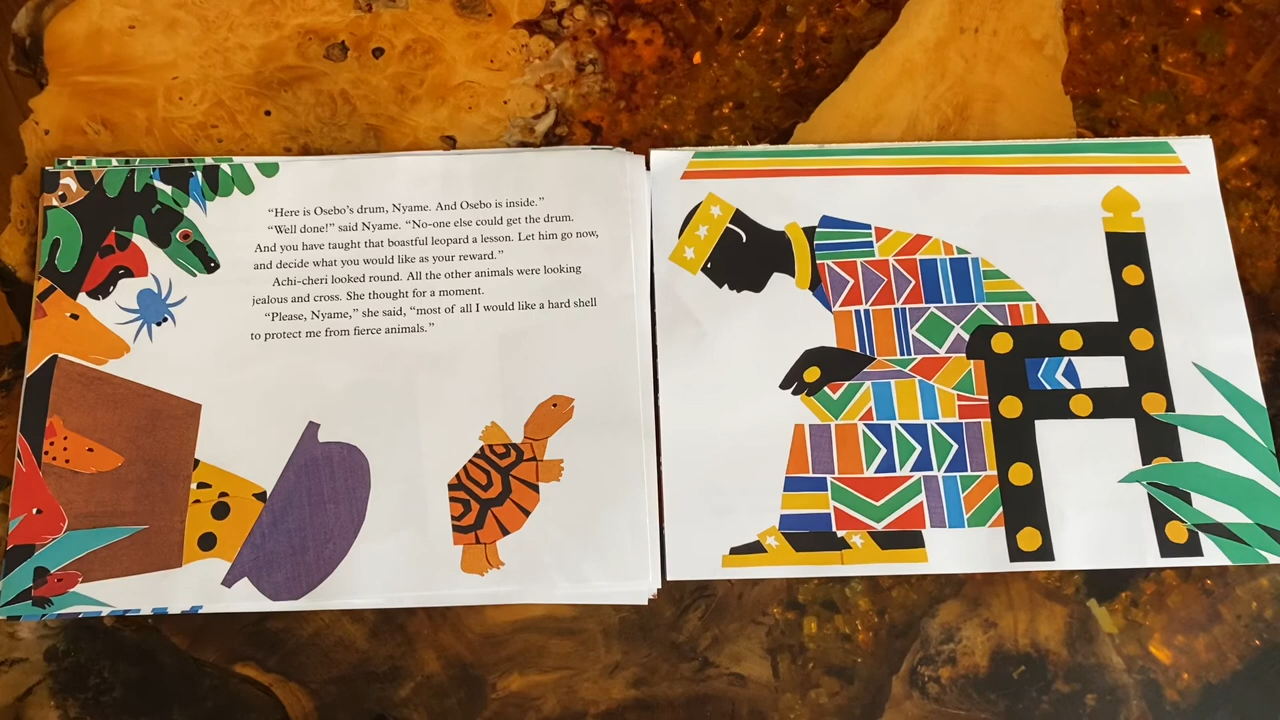 “Here is Osebo’s drum, Nyame. And Osebo is inside.”
“Well done!” said Nyame. “No-one else could get the drum.
And you have taught that boastful leopard a lesson. Let him go now,
and decide what you would like as your reward.”
Achi-cheri looked round. All the other animals were looking
jealous and cross. She thought for a moment.
“Please, Nyame,” she said, “most of all I would like a hard shell
to protect me from fierce animals.”